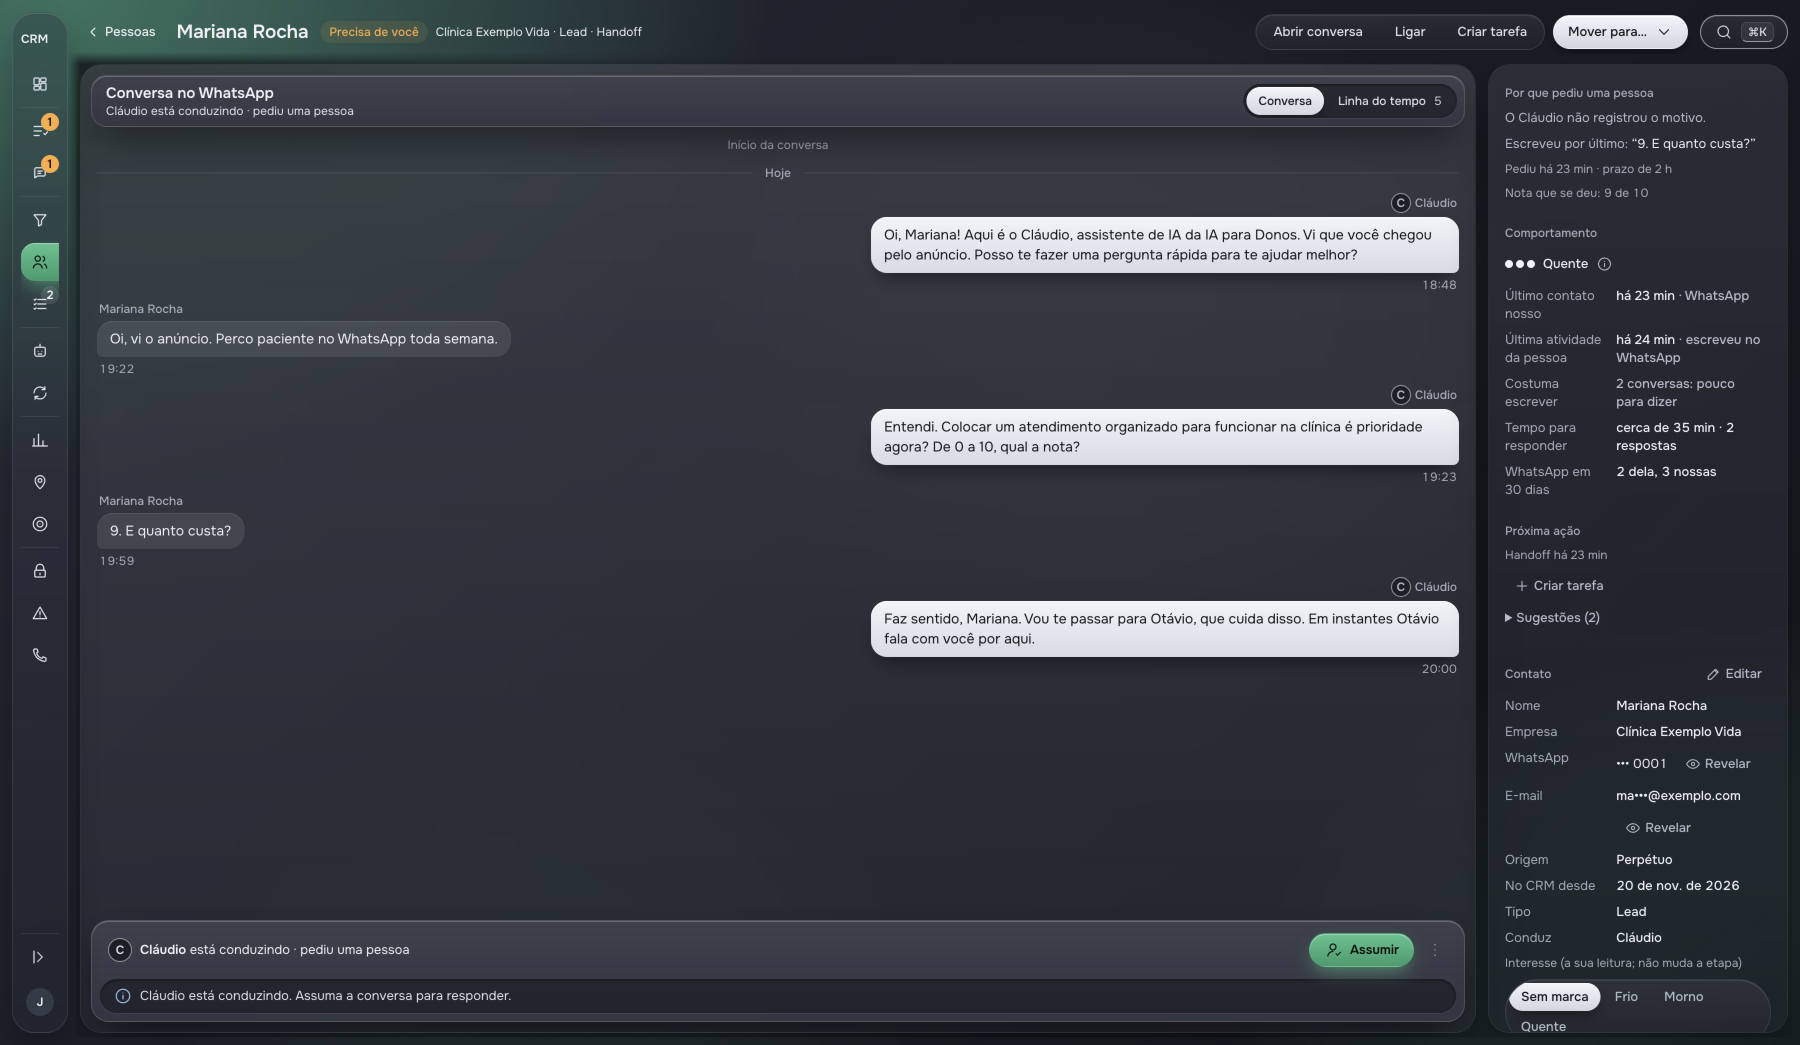 CRM
Pessoas
Mariana Rocha
Precisa de você
Clínica Exemplo Vida · Lead · Handoff
Abrir conversa
Ligar
Criar tarefa
Mover para...
⌘K
1
1
2
J
Conversa no WhatsApp
Cláudio está conduzindo · pediu uma pessoa
Conversa
Linha do tempo 5
Início da conversa
Hoje
C Cláudio
Oi, Mariana! Aqui é o Cláudio, assistente de IA da IA para Donos. Vi que você chegou
pelo anúncio. Posso te fazer uma pergunta rápida para te ajudar melhor?
18:48
Mariana Rocha
Oi, vi o anúncio. Perco paciente no WhatsApp toda semana.
19:22
C Cláudio
Entendi. Colocar um atendimento organizado para funcionar na clínica é prioridade
agora? De 0 a 10, qual a nota?
19:23
Mariana Rocha
9. E quanto custa?
19:59
C Cláudio
Faz sentido, Mariana. Vou te passar para Otávio, que cuida disso. Em instantes Otávio
fala com você por aqui.
20:00
C Cláudio está conduzindo · pediu uma pessoa
Assumir
Cláudio está conduzindo. Assuma a conversa para responder.
Por que pediu uma pessoa
O Cláudio não registrou o motivo.
Escreveu por último: “9. E quanto custa?”
Pediu há 23 min · prazo de 2 h
Nota que se deu: 9 de 10
Comportamento
Quente
Último contato nosso
há 23 min · WhatsApp
Última atividade da pessoa
há 24 min · escreveu no WhatsApp
Costuma escrever
2 conversas: pouco para dizer
Tempo para responder
cerca de 35 min · 2 respostas
WhatsApp em 30 dias
2 dela, 3 nossas
Próxima ação
Handoff há 23 min
+ Criar tarefa
Sugestões (2)
Contato
Editar
Nome
Mariana Rocha
Empresa
Clínica Exemplo Vida
WhatsApp
••• 0001
Revelar
E-mail
ma•••@exemplo.com
Revelar
Origem
Perpétuo
No CRM desde
20 de nov. de 2026
Tipo
Lead
Conduz
Cláudio
Interesse (a sua leitura; não muda a etapa)
Sem marca
Frio
Morno
Quente